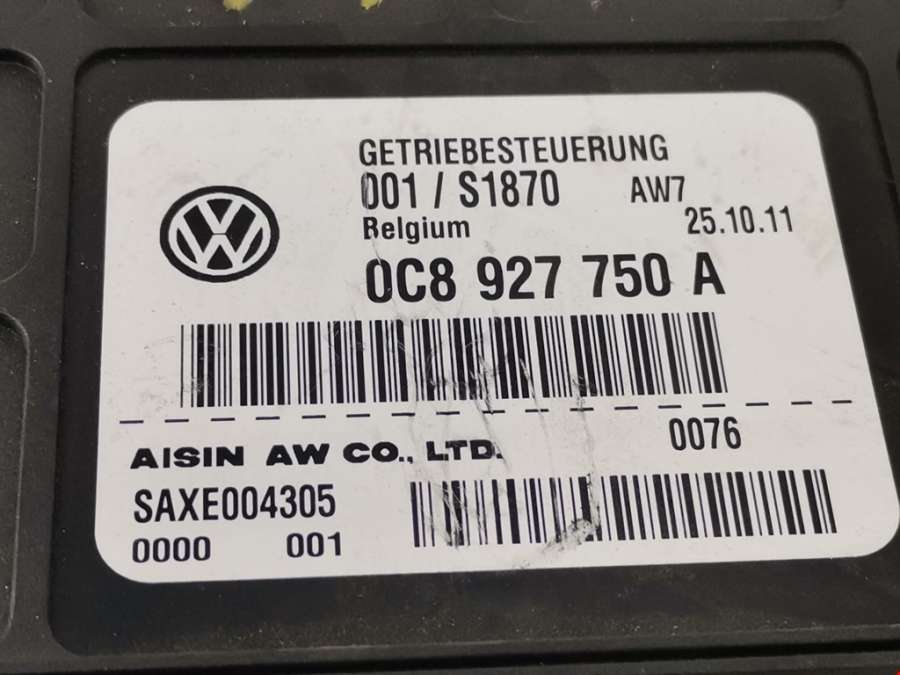 GETRIEBESTEUERUNG
001 / S1870 AW7
Belgium 25.10.11
0C8 927 750 A
0076
AISIN AW CO., LTD.
SAXE004305
0000 001